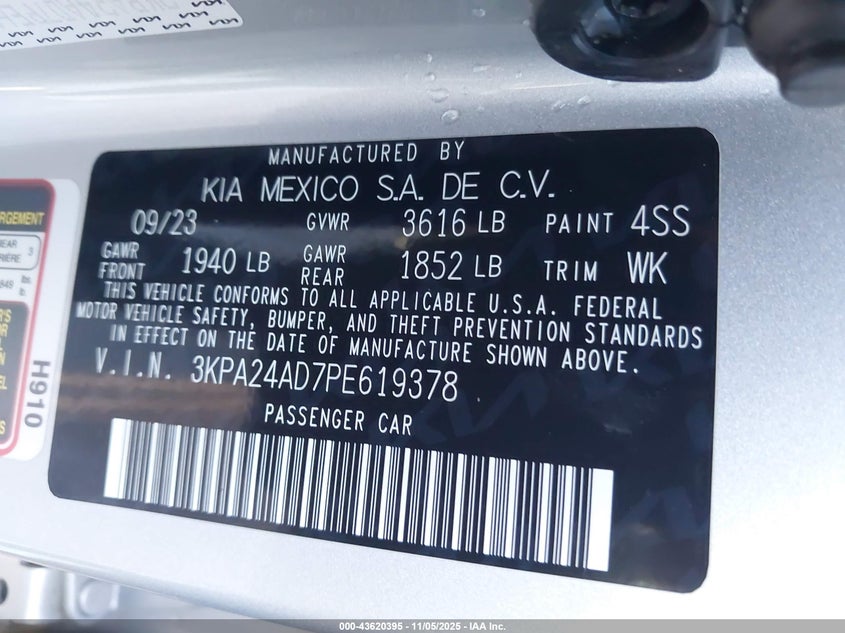 MANUFACTURED BY
KIA MEXICO S.A. DE C.V.
09/23 GVWR 3616 LB PAINT 4SS
GAWR FRONT 1940 LB GAWR REAR 1852 LB TRIM WK
THIS VEHICLE CONFORMS TO ALL APPLICABLE U.S.A. FEDERAL
MOTOR VEHICLE SAFETY, BUMPER, AND THEFT PREVENTION STANDARDS
IN EFFECT ON THE DATE OF MANUFACTURE SHOWN ABOVE.
V.I.N. 3KPA24AD7PE619378
PASSENGER CAR
H910
000-43620395 - 11/05/2025 - IAA Inc.